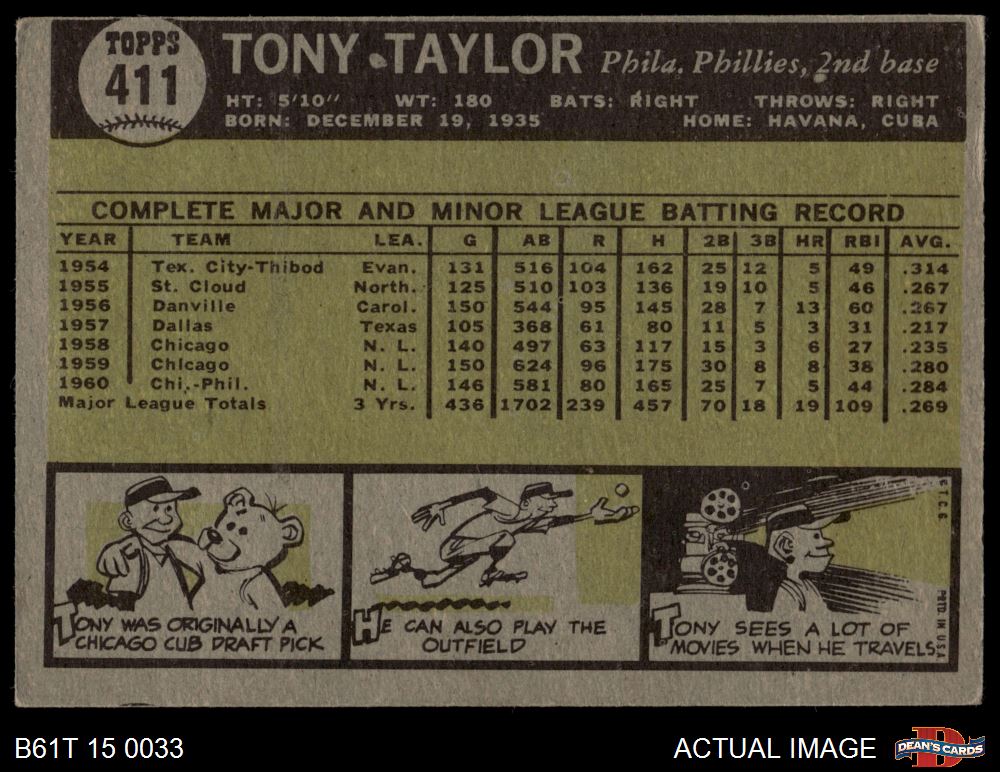 TOPPS
411
TONY TAYLOR Phila. Phillies, 2nd base
HT: 5'10" WT: 180 BATS: RIGHT THROWS: RIGHT
BORN: DECEMBER 19, 1935 HOME: HAVANA, CUBA
COMPLETE MAJOR AND MINOR LEAGUE BATTING RECORD
YEAR TEAM LEA. G AB R H 2B 3B HR RBI AVG.
1954 Tex. City-Thibod Evan. 131 516 104 162 25 12 5 49 .314
1955 St. Cloud North. 125 510 103 136 19 10 5 46 .267
1956 Danville Carol. 150 544 95 145 28 7 13 60 .267
1957 Dallas Texas 105 368 61 80 11 5 3 31 .217
1958 Chicago N. L. 140 497 63 117 15 3 6 27 .235
1959 Chicago N. L. 150 624 96 175 30 8 8 38 .280
1960 Chi.-Phil. N. L. 146 581 80 165 25 7 5 44 .284
Major League Totals 3 Yrs. 436 1702 239 457 70 18 19 109 .269
TONY WAS ORIGINALLY A
CHICAGO CUB DRAFT PICK
HE CAN ALSO PLAY THE
OUTFIELD
TONY SEES A LOT OF
MOVIES WHEN HE TRAVELS
©T.C.G.
PRTD. IN U.S.A.
B61T 15 0033
ACTUAL IMAGE
D
DEAN'S CARDS